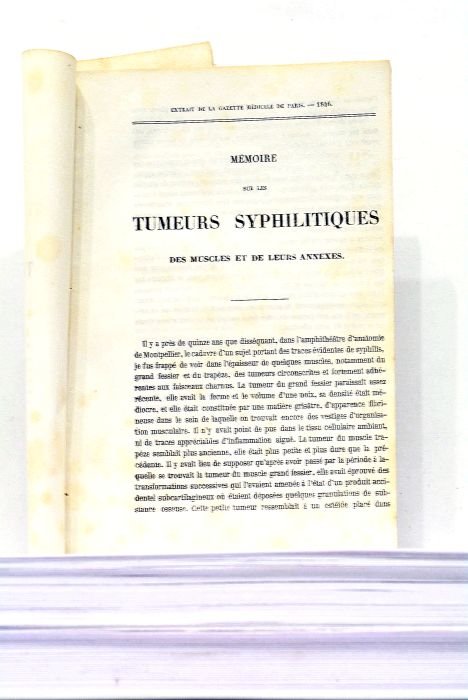 EXTRAIT DE LA GAZETTE MÉDICALE DE PARIS. — 1846.
MÉMOIRE
SUR LES
TUMEURS SYPHILITIQUES
DES MUSCLES ET DE LEURS ANNEXES.
Il y a près de quinze ans que disséquant, dans l'amphithéâtre d'anatomie
de Montpellier, le cadavre d'un sujet portant des traces évidentes de syphilis,
je fus frappé de voir dans l'épaisseur de quelques muscles, notamment du
grand fessier et du trapèze, des tumeurs circonscrites et fortement adhé-
rentes aux faisceaux charnus. La tumeur du grand fessier paraissait assez
récente, elle avait la forme et le volume d'une noix, sa densité était mé-
diocre, et elle était constituée par une matière grisâtre, d'apparence fibri-
neuse dans le sein de laquelle on trouvait encore des vestiges d'organisa-
tion musculaire. Il n'y avait point de pus dans le tissu cellulaire ambiant,
ni de traces appréciables d'inflammation aiguë. La tumeur du muscle tra-
pèze semblait plus ancienne, elle était plus petite et plus dure que la pré-
cédente. Il y avait lieu de supposer qu'après avoir passé par la période à la-
quelle se trouvait la tumeur du muscle grand fessier, elle avait éprouvé des
transformations successives qui l'avaient amenée à l'état d'un produit acci-
dentel subcartilagineux où étaient déposées quelques granulations de sub-
stance osseuse. Cette petite tumeur ressemblait à un ostéide placé dans